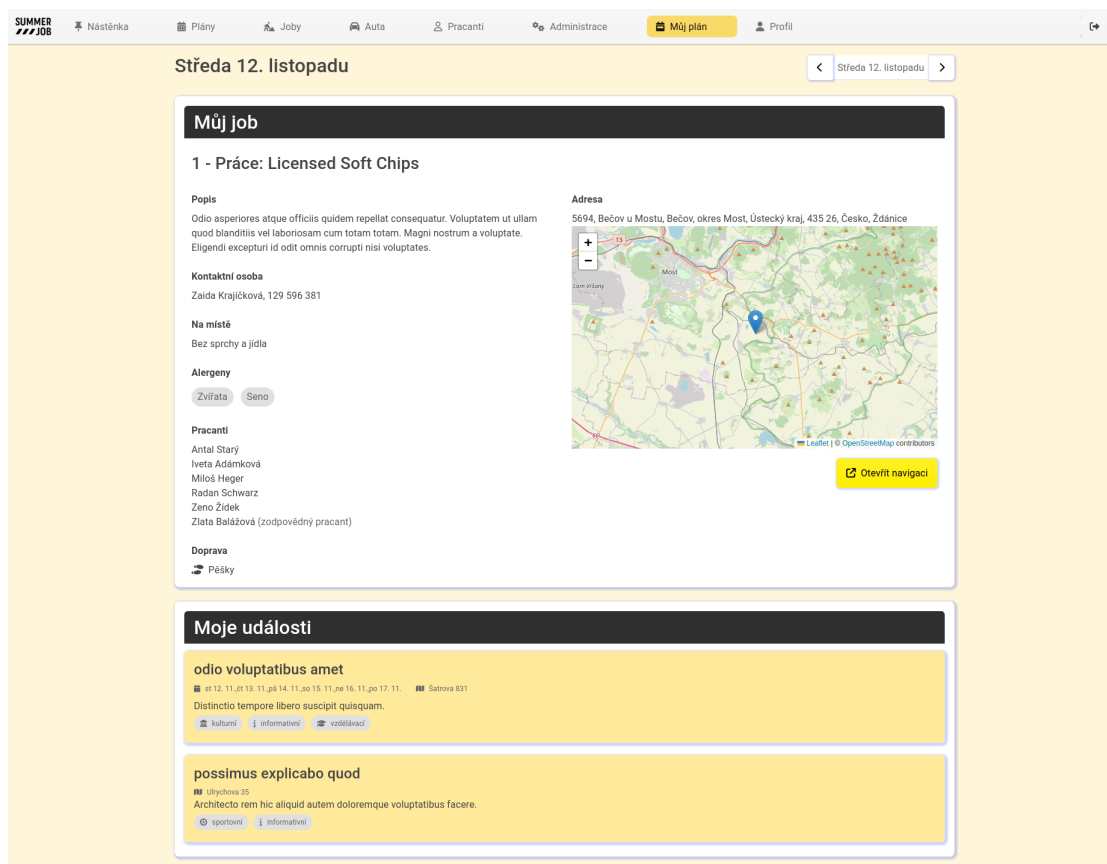 SUMMER
JOB
Nástěnka
Plány
Joby
Auta
Pracanti
Administrace
Můj plán
Profil
Středa 12. listopadu
Středa 12. listopadu
Můj job
1 - Práce: Licensed Soft Chips
Popis
Odio asperiores atque officiis quidem repellat consequatur. Voluptatem ut ullam
quod blanditiis vel laboriosam cum totam totam. Magni nostrum a voluptate.
Eligendi excepturi id odit omnis corrupti nisi voluptates.
Kontaktní osoba
Zaida Krajíčková, 129 596 381
Na místě
Bez sprchy a jídla
Alergeny
Zvířata
Seno
Pracanti
Antal Starý
Iveta Adámková
Miloš Heger
Radan Schwarz
Zeno Žídek
Zlata Balážová (zodpovědný pracant)
Doprava
Pěšky
Adresa
5694, Bečov u Mostu, Bečov, okres Most, Ústecký kraj, 435 26, Česko, Ždánice
+
−
13
Most
Lom Vršany
Leaflet | © OpenStreetMap contributors
Otevřít navigaci
Moje události
odio voluptatibus amet
st 12. 11.,čt 13. 11.,pá 14. 11.,so 15. 11.,ne 16. 11.,po 17. 11.
Šatrova 831
Distinctio tempore libero suscipit quisquam.
kulturní
informativní
vzdělávací
possimus explicabo quod
Ulrychova 35
Architecto rem hic aliquid autem doloremque voluptatibus facere.
sportovní
informativní